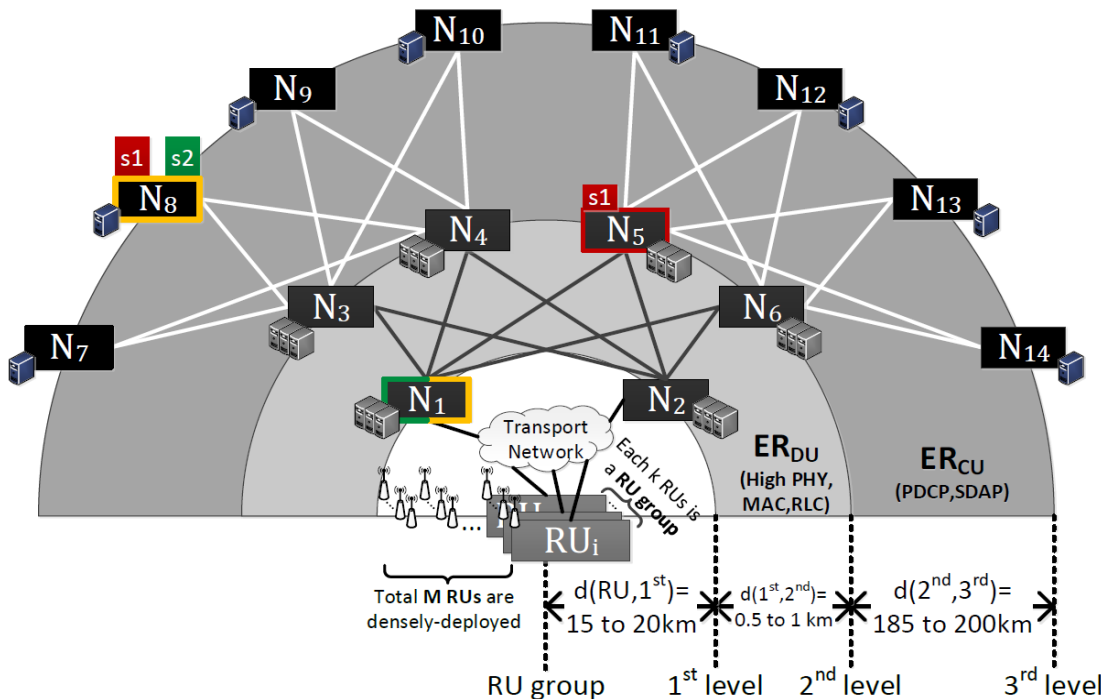 N10
N11
N9
N12
s1
s2
N8
s1
N13
N4
N5
N3
N6
N7
N14
N1
N2
Transport
Network
Each k RUs is
a RU group
ERDU
(High PHY,
MAC,RLC)
ERCU
(PDCP,SDAP)
...
...
RUi
Total M RUs are
densely-deployed
d(RU,1st)=
15 to 20km
d(1st,2nd)=
0.5 to 1 km
d(2nd,3rd)=
185 to 200km
RU group
1st level
2nd level
3rd level